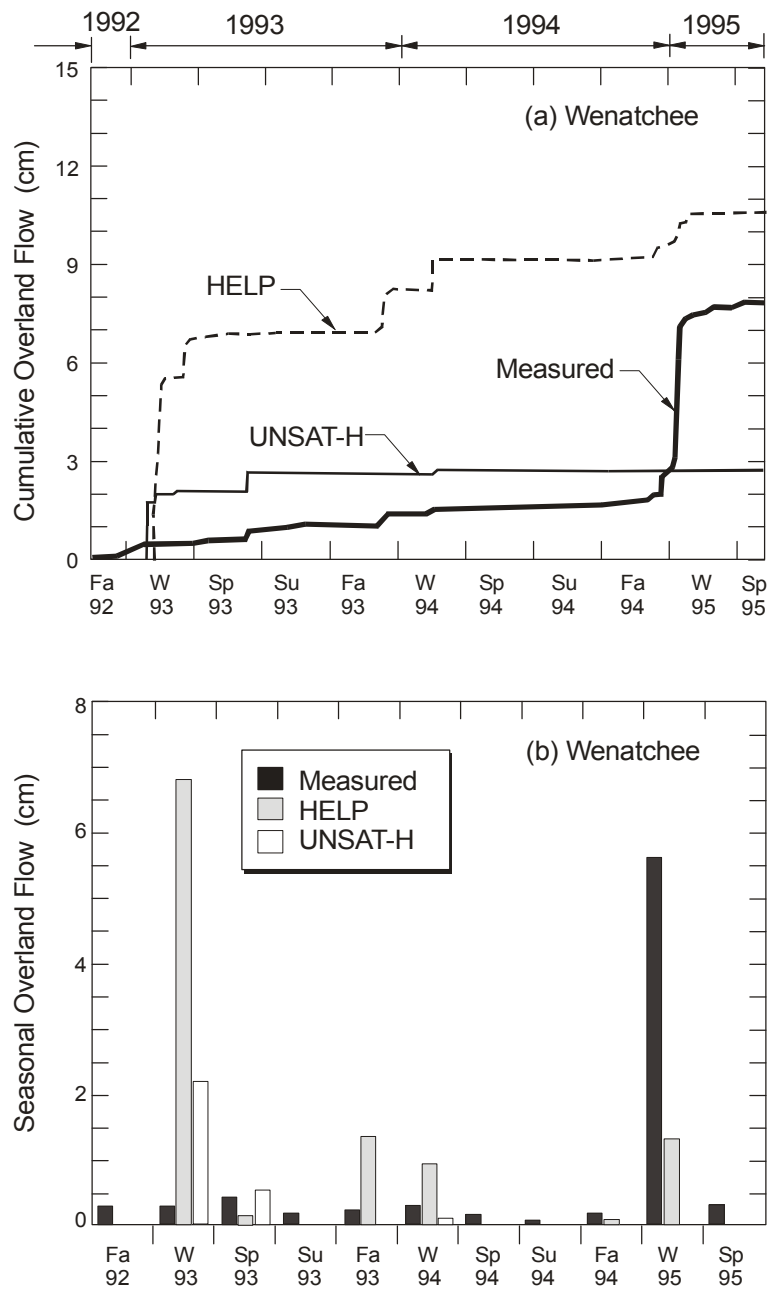 1992 1993 1994 1995
(a) Wenatchee
Cumulative Overland Flow (cm)
15
12
9
6
3
0
HELP
Measured
UNSAT-H
Fa W Sp Su Fa W Sp Su Fa W Sp
92 93 93 93 93 94 94 94 94 95 95
(b) Wenatchee
Seasonal Overland Flow (cm)
8
6
4
2
0
Measured
HELP
UNSAT-H
Fa W Sp Su Fa W Sp Su Fa W Sp
92 93 93 93 93 94 94 94 94 95 95